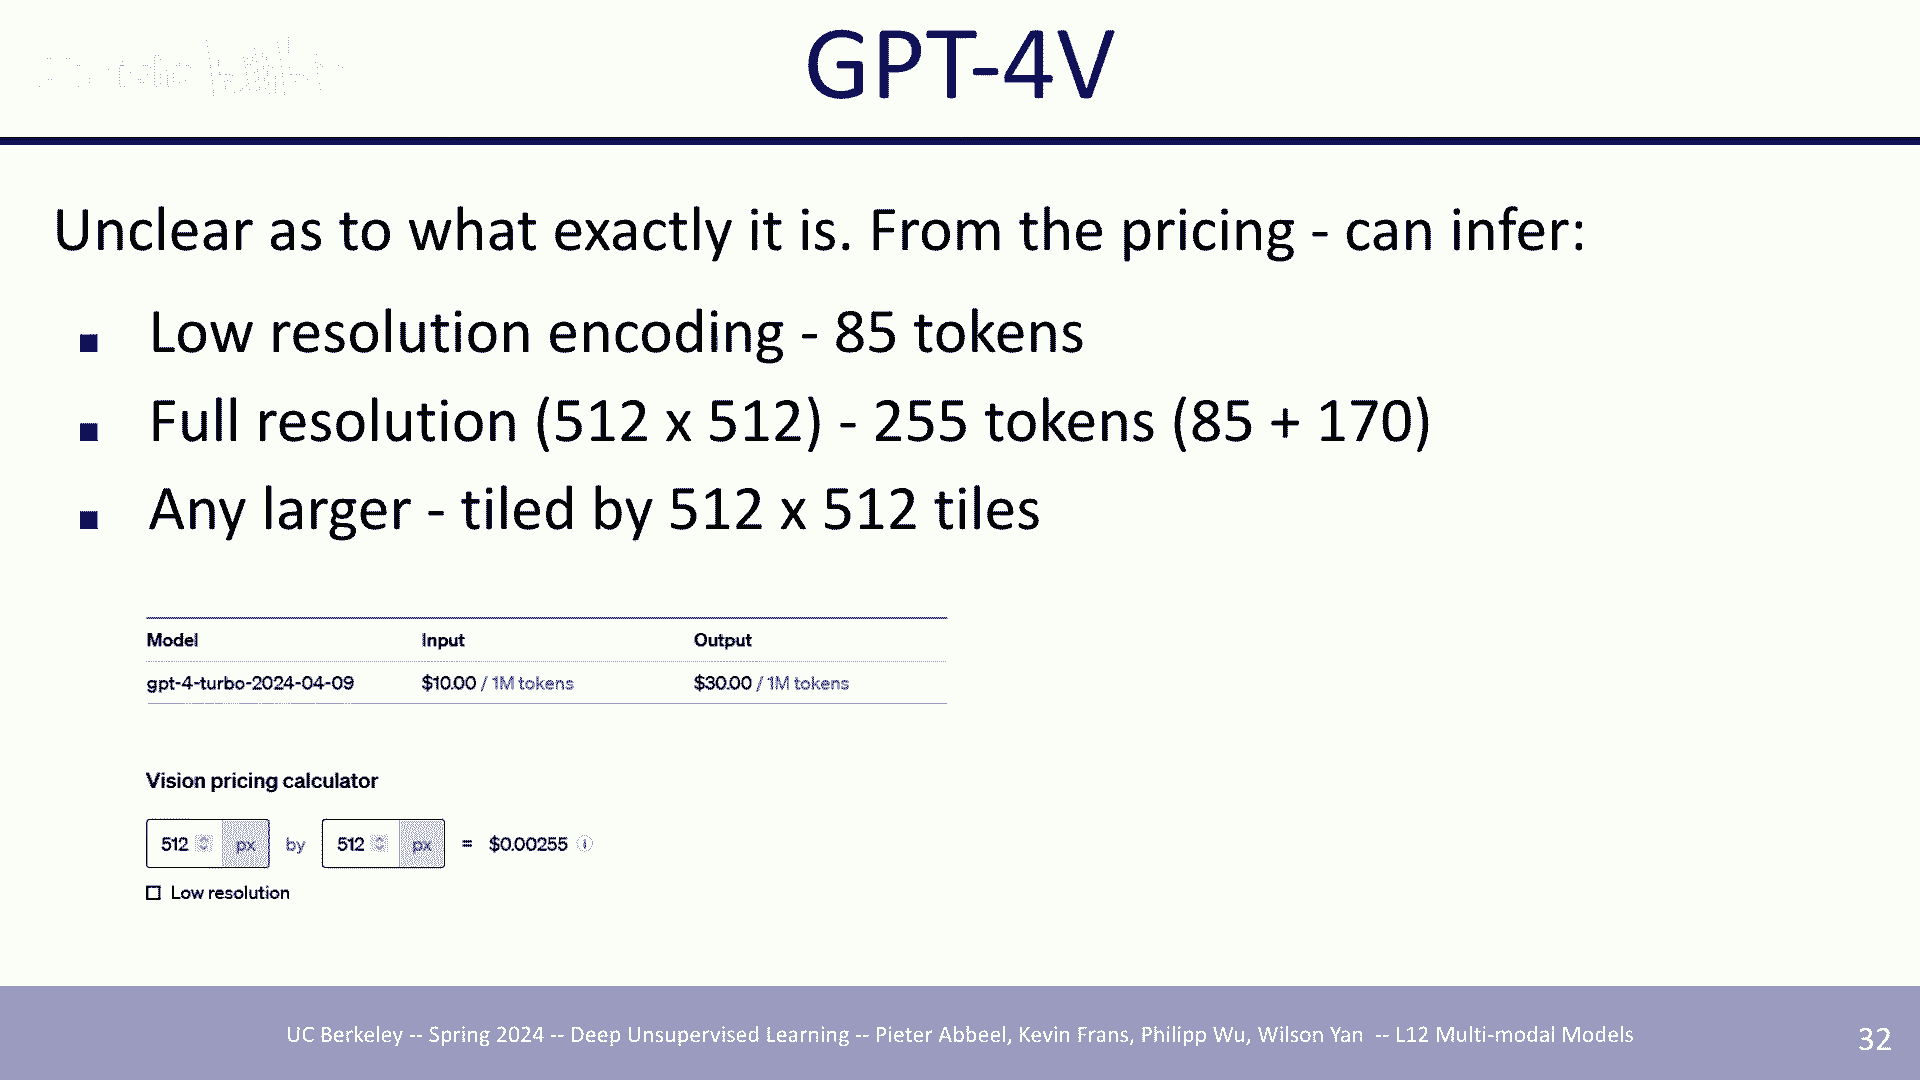 GPT-4V
Unclear as to what exactly it is. From the pricing - can infer:
Low resolution encoding - 85 tokens
Full resolution (512 x 512) - 255 tokens (85 + 170)
Any larger - tiled by 512 x 512 tiles
Model Input Output
gpt-4-turbo-2024-04-09 $10.00 / 1M tokens $30.00 / 1M tokens
Vision pricing calculator
512 px by 512 px = $0.00255
Low resolution
UC Berkeley -- Spring 2024 -- Deep Unsupervised Learning -- Pieter Abbeel, Kevin Frans, Philipp Wu, Wilson Yan -- L12 Multi-modal Models
32